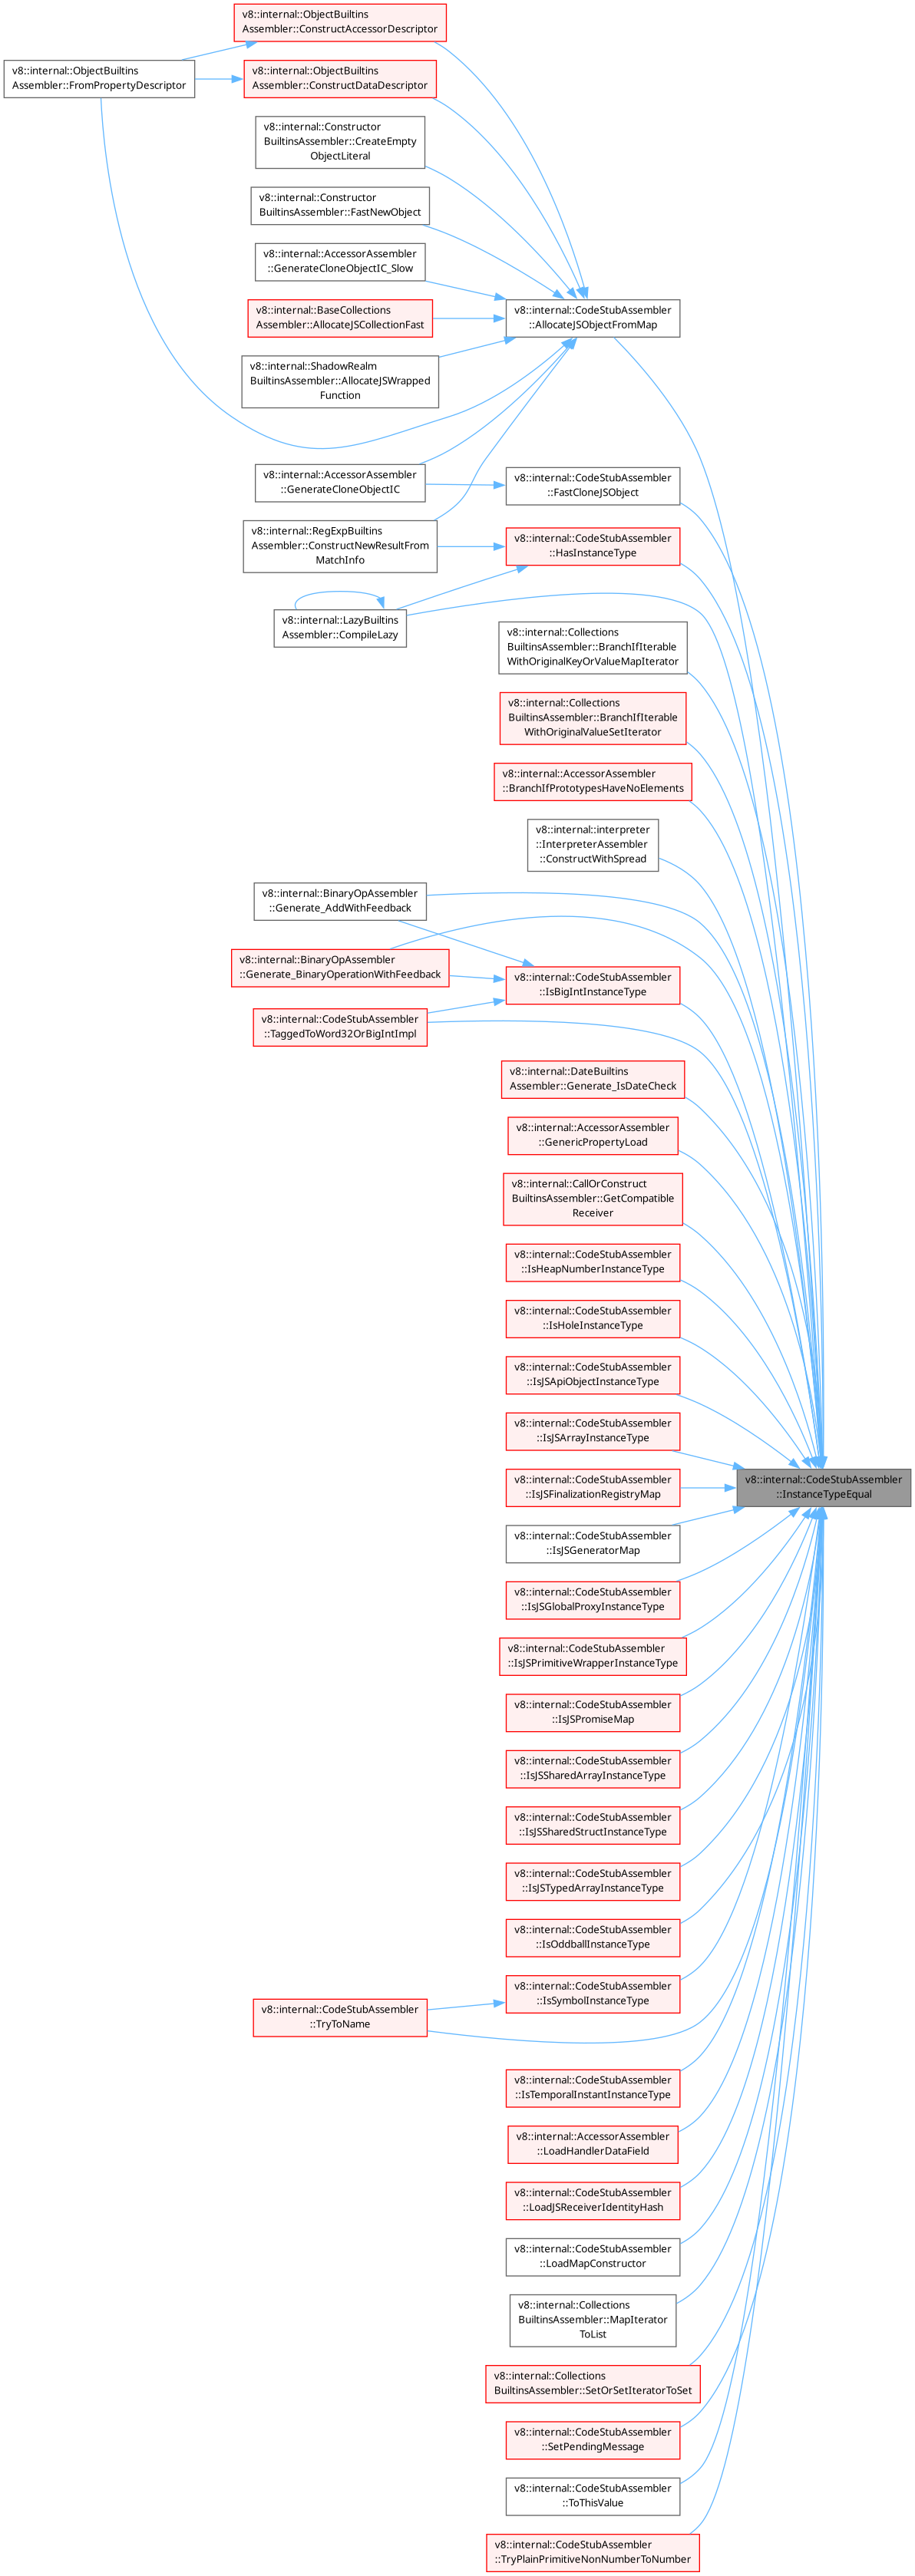 v8::internal::ObjectBuiltins
Assembler::ConstructAccessorDescriptor
v8::internal::ObjectBuiltins
Assembler::FromPropertyDescriptor
v8::internal::ObjectBuiltins
Assembler::ConstructDataDescriptor
v8::internal::Constructor
BuiltinsAssembler::CreateEmpty
ObjectLiteral
v8::internal::Constructor
BuiltinsAssembler::FastNewObject
v8::internal::AccessorAssembler
::GenerateCloneObjectIC_Slow
v8::internal::BaseCollections
Assembler::AllocateJSCollectionFast
v8::internal::CodeStubAssembler
::AllocateJSObjectFromMap
v8::internal::ShadowRealm
BuiltinsAssembler::AllocateJSWrapped
Function
v8::internal::AccessorAssembler
::GenerateCloneObjectIC
v8::internal::CodeStubAssembler
::FastCloneJSObject
v8::internal::RegExpBuiltins
Assembler::ConstructNewResultFrom
MatchInfo
v8::internal::CodeStubAssembler
::HasInstanceType
v8::internal::LazyBuiltins
Assembler::CompileLazy
v8::internal::Collections
BuiltinsAssembler::BranchIfIterable
WithOriginalKeyOrValueMapIterator
v8::internal::Collections
BuiltinsAssembler::BranchIfIterable
WithOriginalValueSetIterator
v8::internal::AccessorAssembler
::BranchIfPrototypesHaveNoElements
v8::internal::interpreter
::InterpreterAssembler
::ConstructWithSpread
v8::internal::BinaryOpAssembler
::Generate_AddWithFeedback
v8::internal::BinaryOpAssembler
::Generate_BinaryOperationWithFeedback
v8::internal::CodeStubAssembler
::IsBigIntInstanceType
v8::internal::CodeStubAssembler
::TaggedToWord32OrBigIntImpl
v8::internal::DateBuiltins
Assembler::Generate_IsDateCheck
v8::internal::AccessorAssembler
::GenericPropertyLoad
v8::internal::CallOrConstruct
BuiltinsAssembler::GetCompatible
Receiver
v8::internal::CodeStubAssembler
::IsHeapNumberInstanceType
v8::internal::CodeStubAssembler
::IsHoleInstanceType
v8::internal::CodeStubAssembler
::IsJSApiObjectInstanceType
v8::internal::CodeStubAssembler
::IsJSArrayInstanceType
v8::internal::CodeStubAssembler
::IsJSFinalizationRegistryMap
v8::internal::CodeStubAssembler
::InstanceTypeEqual
v8::internal::CodeStubAssembler
::IsJSGeneratorMap
v8::internal::CodeStubAssembler
::IsJSGlobalProxyInstanceType
v8::internal::CodeStubAssembler
::IsJSPrimitiveWrapperInstanceType
v8::internal::CodeStubAssembler
::IsJSPromiseMap
v8::internal::CodeStubAssembler
::IsJSSharedArrayInstanceType
v8::internal::CodeStubAssembler
::IsJSSharedStructInstanceType
v8::internal::CodeStubAssembler
::IsJSTypedArrayInstanceType
v8::internal::CodeStubAssembler
::IsOddballInstanceType
v8::internal::CodeStubAssembler
::IsSymbolInstanceType
v8::internal::CodeStubAssembler
::TryToName
v8::internal::CodeStubAssembler
::IsTemporalInstantInstanceType
v8::internal::AccessorAssembler
::LoadHandlerDataField
v8::internal::CodeStubAssembler
::LoadJSReceiverIdentityHash
v8::internal::CodeStubAssembler
::LoadMapConstructor
v8::internal::Collections
BuiltinsAssembler::MapIterator
ToList
v8::internal::Collections
BuiltinsAssembler::SetOrSetIteratorToSet
v8::internal::CodeStubAssembler
::SetPendingMessage
v8::internal::CodeStubAssembler
::ToThisValue
v8::internal::CodeStubAssembler
::TryPlainPrimitiveNonNumberToNumber